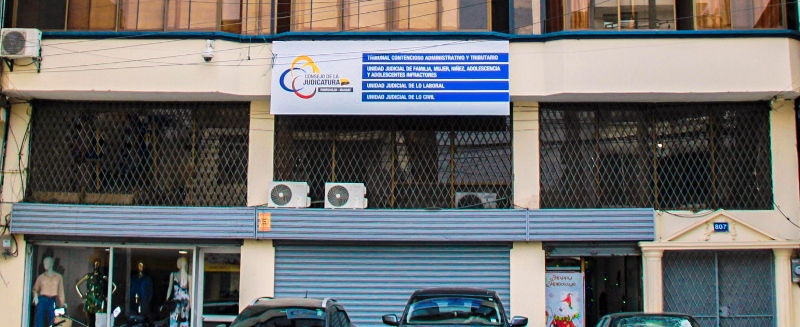 CONSEJO DE LA
JUDICATURA
TRIBUNAL CONTENCIOSO ADMINISTRATIVO Y TRIBUTARIO
UNIDAD JUDICIAL DE FAMILIA, MUJER, NIÑEZ, ADOLESCENCIA
Y ADOLESCENTES INFRACTORES
UNIDAD JUDICIAL DE LO LABORAL
UNIDAD JUDICIAL DE LO CIVIL
807
Happy